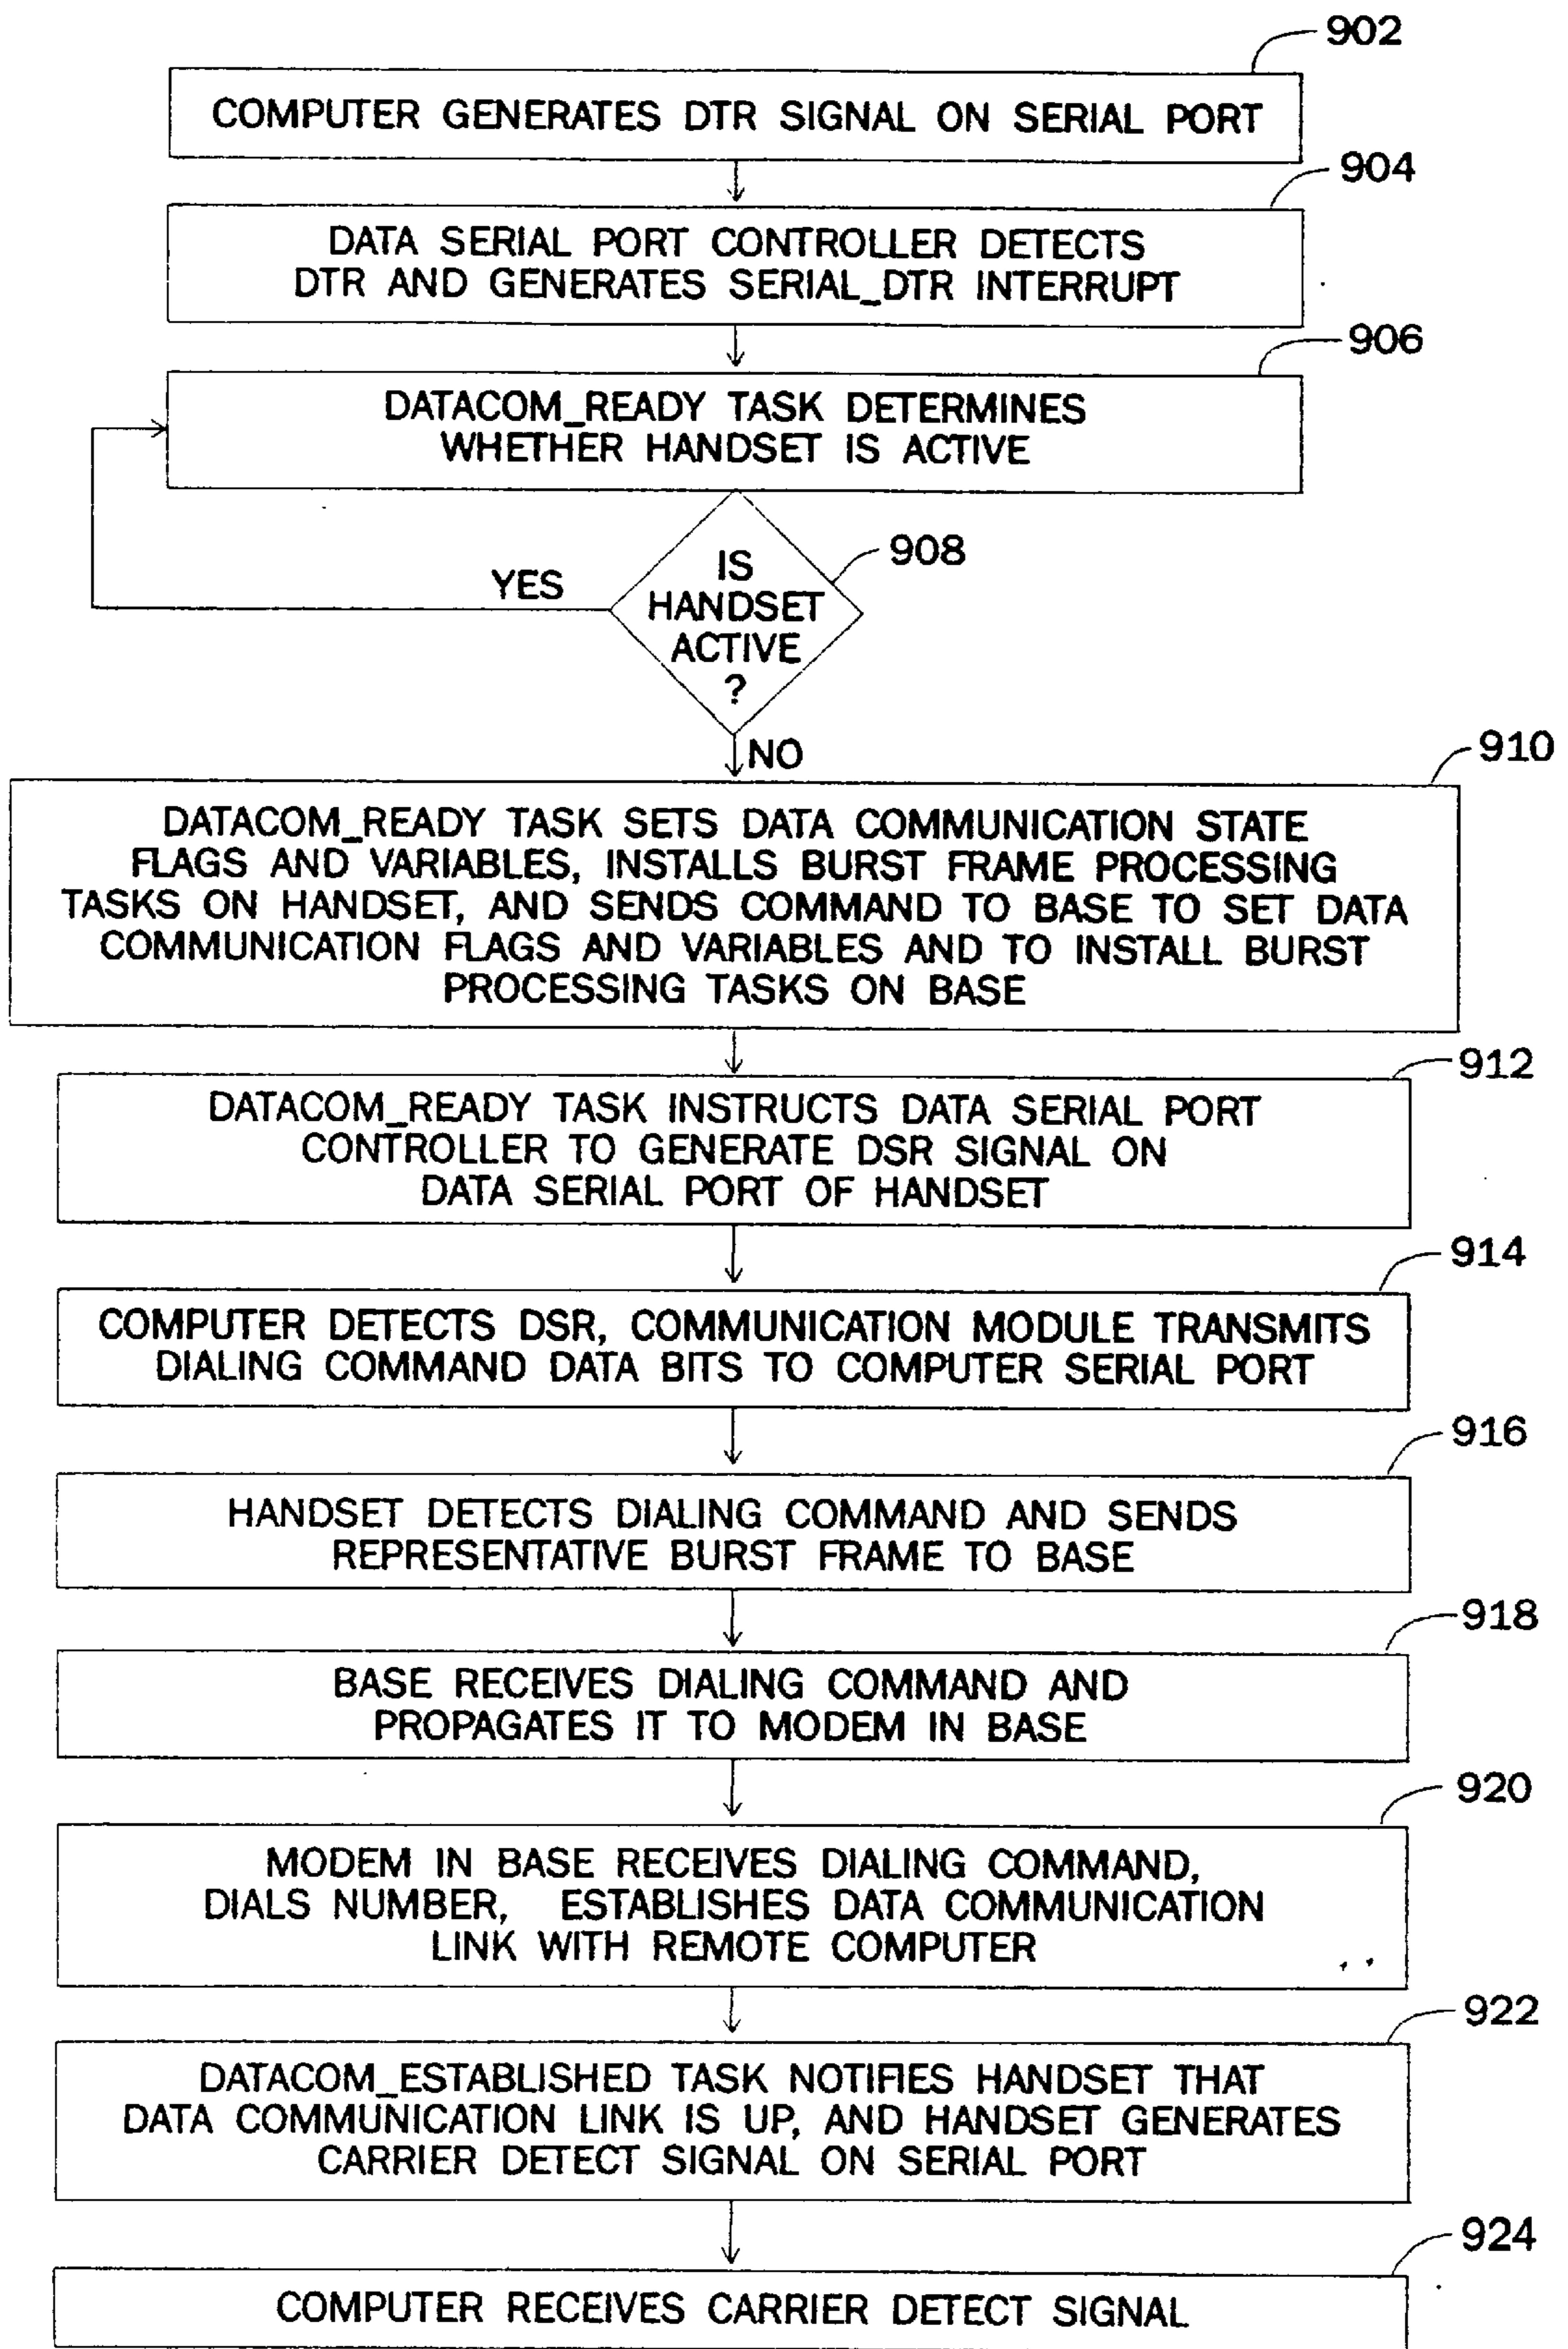 902
COMPUTER GENERATES DTR SIGNAL ON SERIAL PORT
904
DATA SERIAL PORT CONTROLLER DETECTS
DTR AND GENERATES SERIAL_DTR INTERRUPT
906
DATACOM_READY TASK DETERMINES
WHETHER HANDSET IS ACTIVE
908
YES
IS
HANDSET
ACTIVE
?
NO
910
DATACOM_READY TASK SETS DATA COMMUNICATION STATE
FLAGS AND VARIABLES, INSTALLS BURST FRAME PROCESSING
TASKS ON HANDSET, AND SENDS COMMAND TO BASE TO SET DATA
COMMUNICATION FLAGS AND VARIABLES AND TO INSTALL BURST
PROCESSING TASKS ON BASE
912
DATACOM_READY TASK INSTRUCTS DATA SERIAL PORT
CONTROLLER TO GENERATE DSR SIGNAL ON
DATA SERIAL PORT OF HANDSET
914
COMPUTER DETECTS DSR, COMMUNICATION MODULE TRANSMITS
DIALING COMMAND DATA BITS TO COMPUTER SERIAL PORT
916
HANDSET DETECTS DIALING COMMAND AND SENDS
REPRESENTATIVE BURST FRAME TO BASE
918
BASE RECEIVES DIALING COMMAND AND
PROPAGATES IT TO MODEM IN BASE
920
MODEM IN BASE RECEIVES DIALING COMMAND,
DIALS NUMBER, ESTABLISHES DATA COMMUNICATION
LINK WITH REMOTE COMPUTER
922
DATACOM_ESTABLISHED TASK NOTIFIES HANDSET THAT
DATA COMMUNICATION LINK IS UP, AND HANDSET GENERATES
CARRIER DETECT SIGNAL ON SERIAL PORT
924
COMPUTER RECEIVES CARRIER DETECT SIGNAL